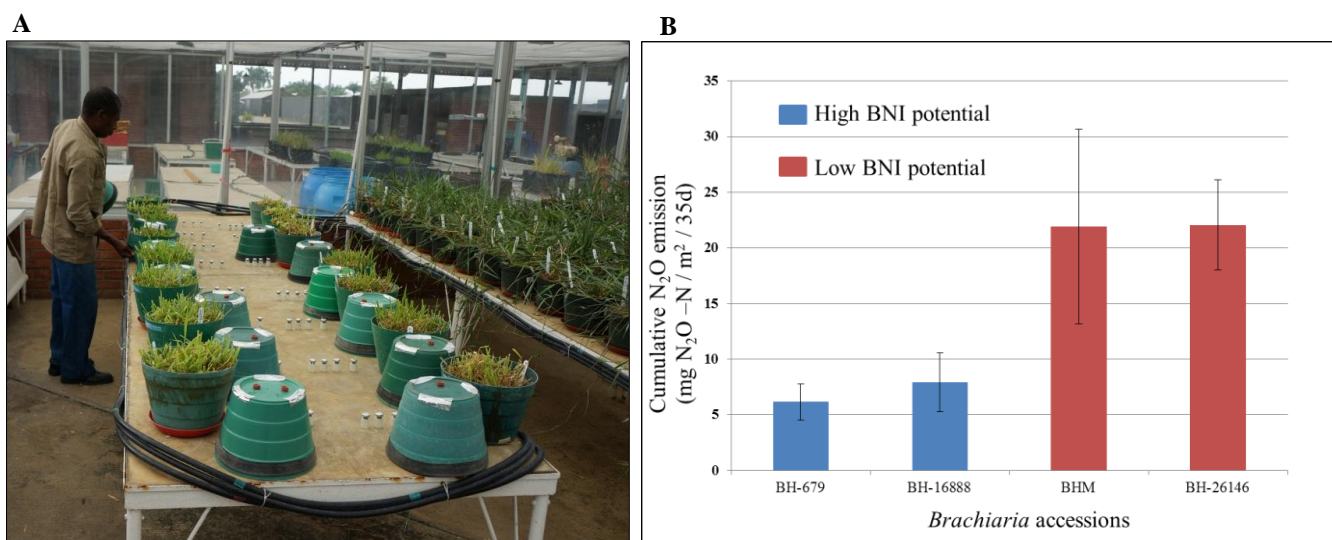 A
B
35
30
25
20
15
10
5
0
High BNI potential
Low BNI potential
Cumulative N₂O emission
(mg N₂O –N / m² / 35d)
BH-679 BH-16888 BHM BH-26146
Brachiaria accessions